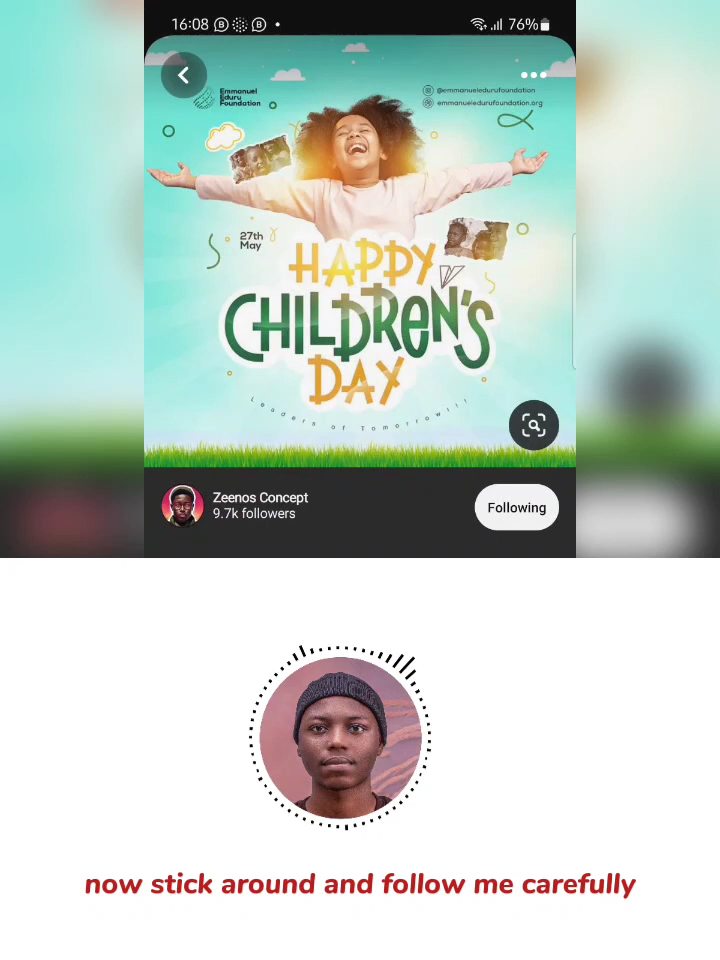 16:08
76%
Emmanuel
Eduru
Foundation
@emmanueledurufoundation
emmanueledurufoundation.org
27th
May
HAPPY
CHILDREN'S
DAY
Leaders of Tomorrow!!!
Zeenos Concept
9.7k followers
Following
now stick around and follow me carefully